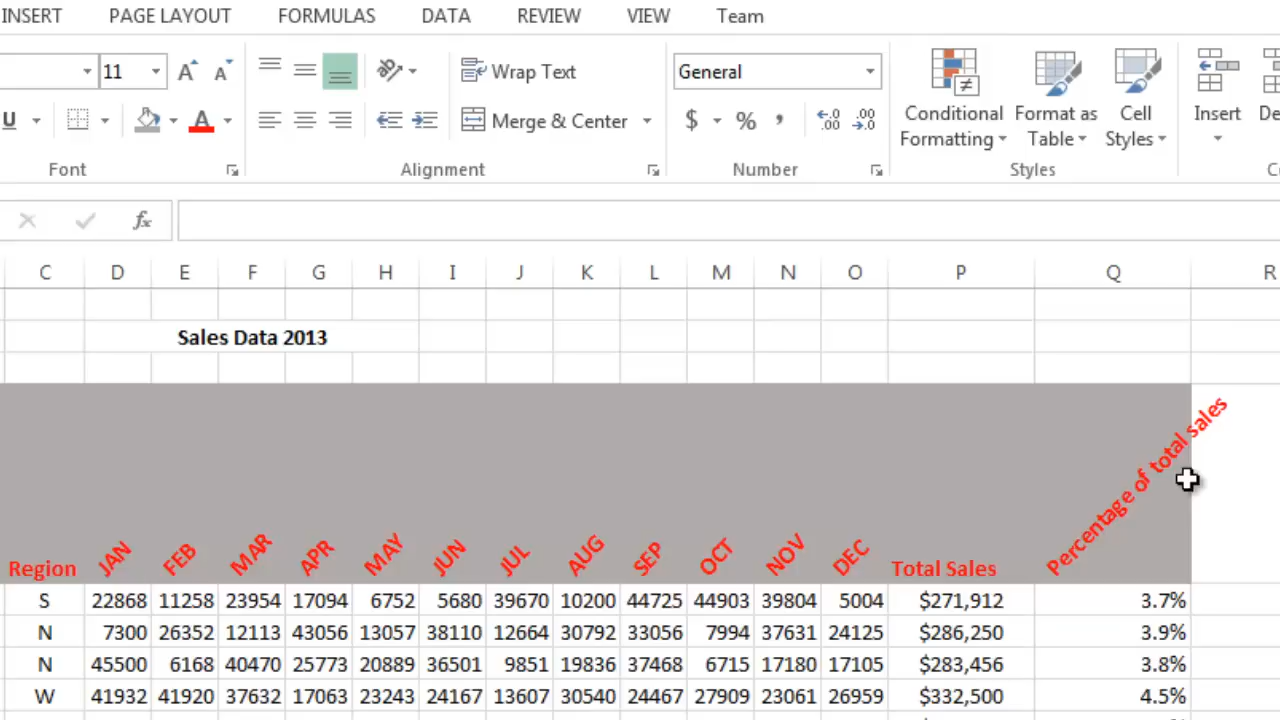 INSERT PAGE LAYOUT FORMULAS DATA REVIEW VIEW Team
11 A A Wrap Text General
U A Merge & Center $ % , .0 .00 .00 .0 Conditional Formatting Format as Table Cell Styles Insert De
Font Alignment Number Styles
fx
C D E F G H I J K L M N O P Q R
Sales Data 2013
Region JAN FEB MAR APR MAY JUN JUL AUG SEP OCT NOV DEC Total Sales Percentage of total sales
S 22868 11258 23954 17094 6752 5680 39670 10200 44725 44903 39804 5004 $271,912 3.7%
N 7300 26352 12113 43056 13057 38110 12664 30792 33056 7994 37631 24125 $286,250 3.9%
N 45500 6168 40470 25773 20889 36501 9851 19836 37468 6715 17180 17105 $283,456 3.8%
W 41932 41920 37632 17063 23243 24167 13607 30540 24467 27909 23061 26959 $332,500 4.5%